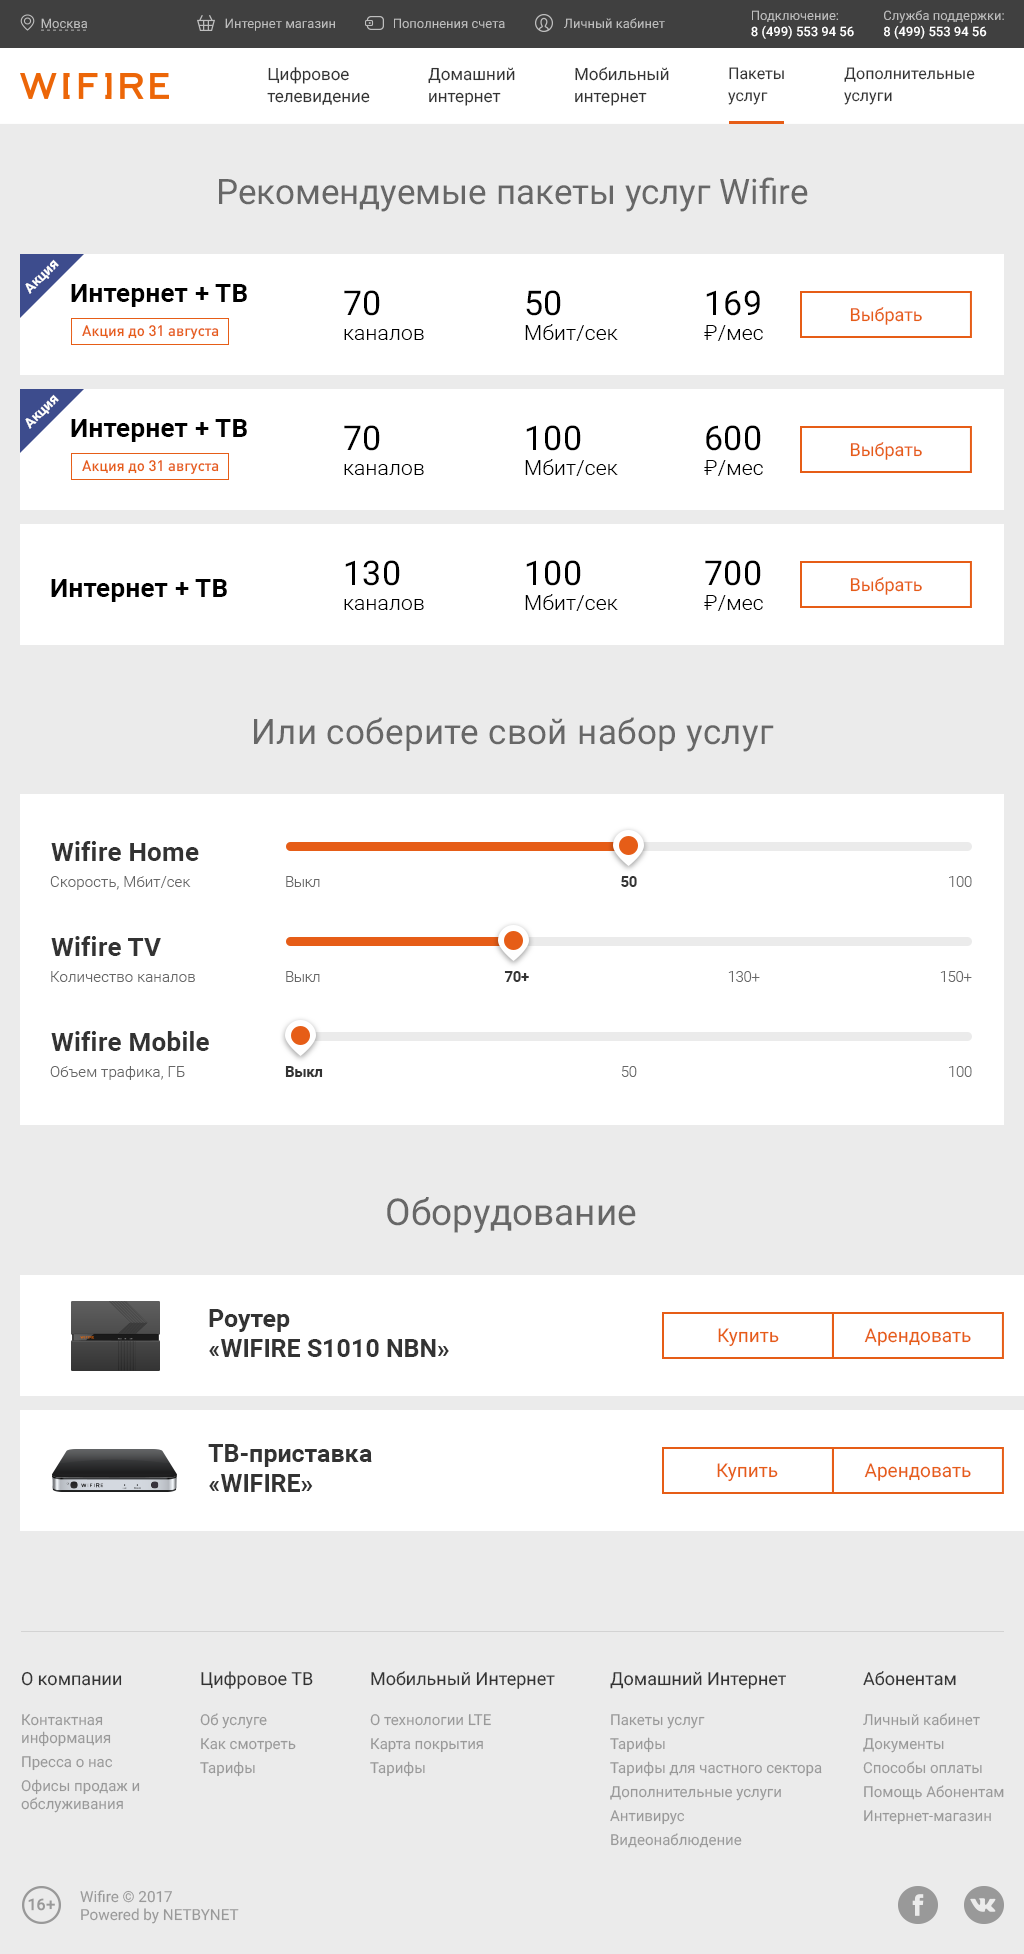 Москва
Интернет магазин
Пополнения счета
Личный кабинет
Подключение:
8 (499) 553 94 56
Служба поддержки:
8 (499) 553 94 56
WIFIRE
Цифровое
телевидение
Домашний
интернет
Мобильный
интернет
Пакеты
услуг
Дополнительные
услуги
Рекомендуемые пакеты услуг Wifire
Акция
Интернет + ТВ
Акция до 31 августа
70
каналов
50
Мбит/сек
169
₽/мес
Выбрать
Акция
Интернет + ТВ
Акция до 31 августа
70
каналов
100
Мбит/сек
600
₽/мес
Выбрать
Интернет + ТВ
130
каналов
100
Мбит/сек
700
₽/мес
Выбрать
Или соберите свой набор услуг
Wifire Home
Скорость, Мбит/сек
Выкл 50 100
Wifire TV
Количество каналов
Выкл 70+ 130+ 150+
Wifire Mobile
Объем трафика, ГБ
Выкл 50 100
Оборудование
Роутер
«WIFIRE S1010 NBN»
Купить Арендовать
WIFIRE
ТВ-приставка
«WIFIRE»
Купить Арендовать
О компании
Контактная
информация
Пресса о нас
Офисы продаж и
обслуживания
Цифровое ТВ
Об услуге
Как смотреть
Тарифы
Мобильный Интернет
О технологии LTE
Карта покрытия
Тарифы
Домашний Интернет
Пакеты услуг
Тарифы
Тарифы для частного сектора
Дополнительные услуги
Антивирус
Видеонаблюдение
Абонентам
Личный кабинет
Документы
Способы оплаты
Помощь Абонентам
Интернет-магазин
16+
Wifire © 2017
Powered by NETBYNET